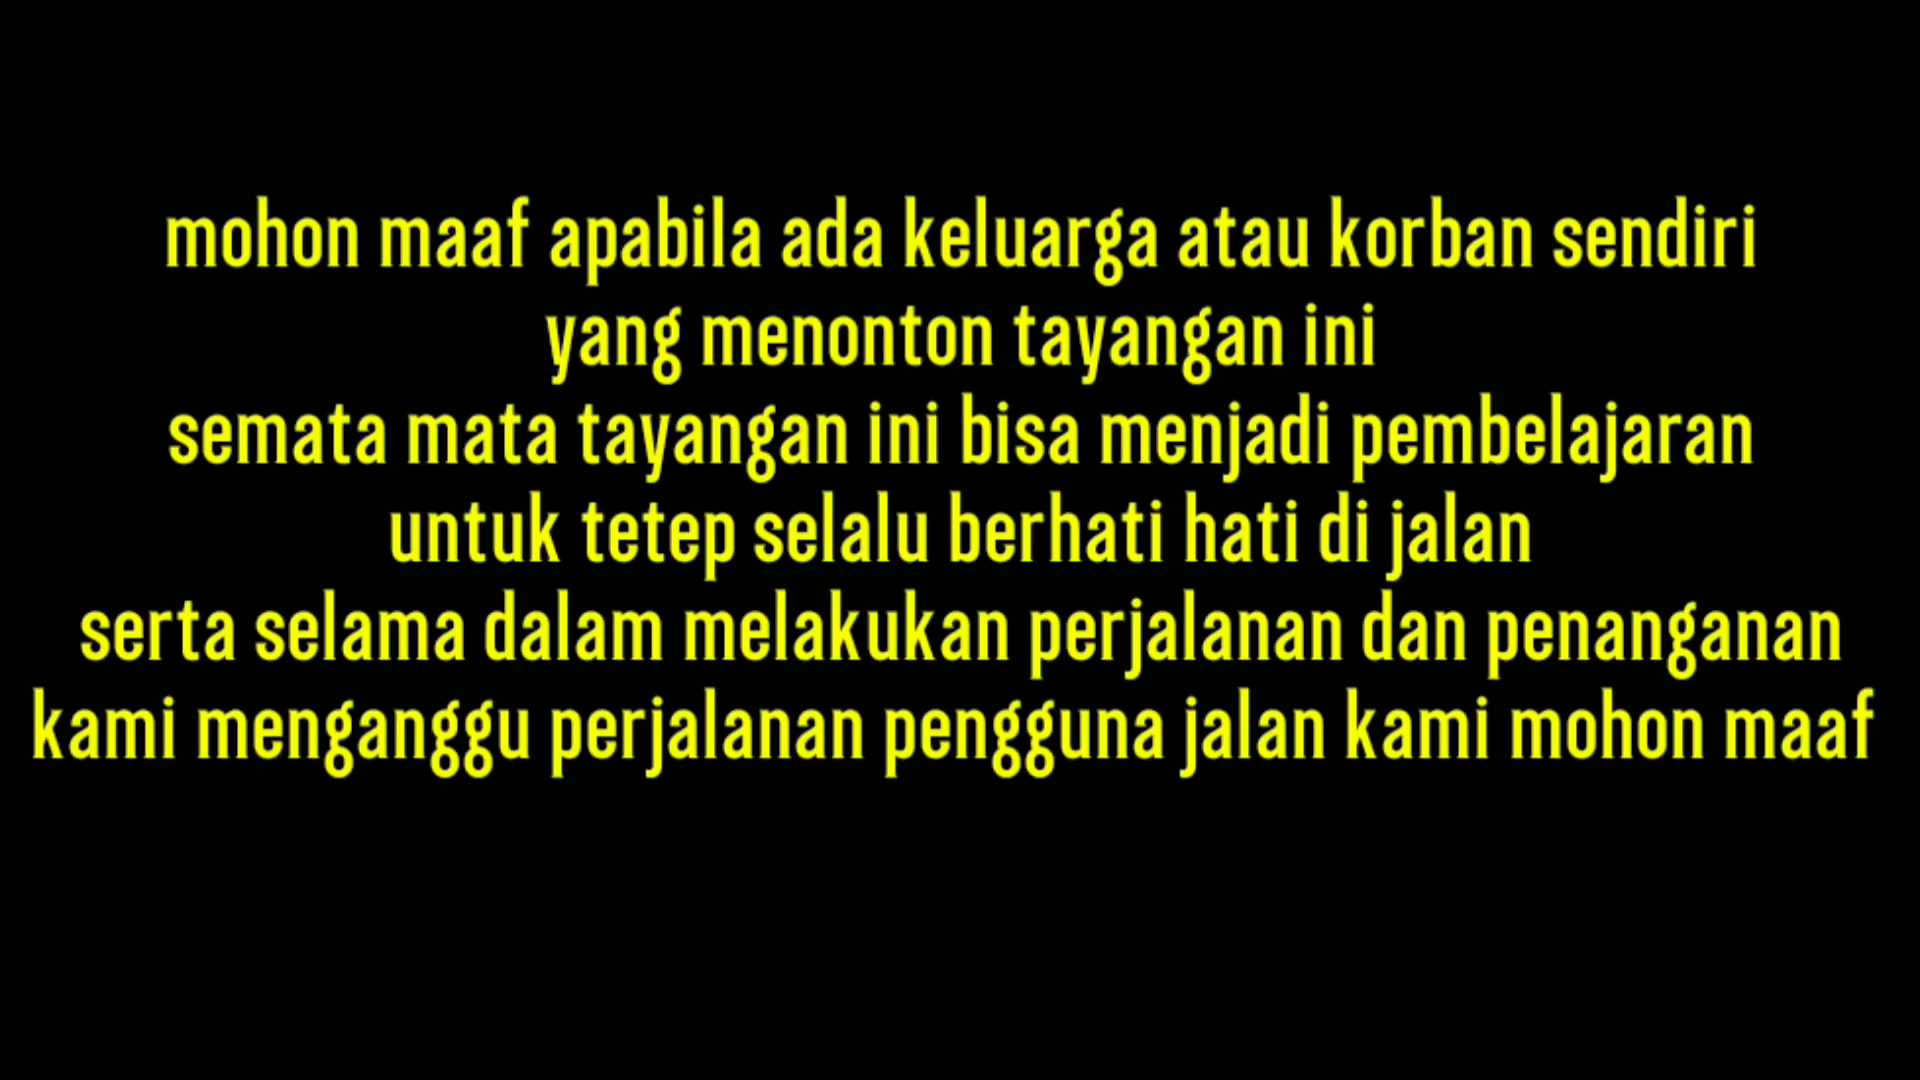 mohon maaf apabila ada keluarga atau korban sendiri
yang menonton tayangan ini
semata mata tayangan ini bisa menjadi pembelajaran
untuk tetep selalu berhati hati di jalan
serta selama dalam melakukan perjalanan dan penanganan
kami menganggu perjalanan pengguna jalan kami mohon maaf